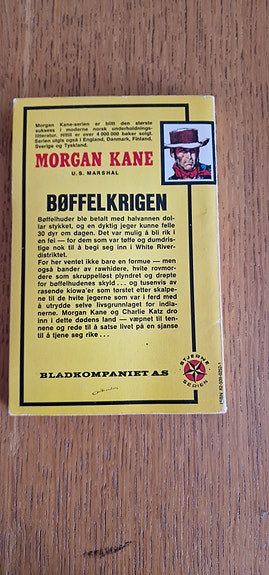 Morgan Kane-serien er blitt den største
suksess i moderne norsk underholdnings-
litteratur. Hittil er over 4 000 000 bøker solgt.
Serien utgis også i England, Danmark, Finland,
Sverige og Tyskland.
MORGAN KANE
U.S. MARSHAL
BØFFELKRIGEN
Bøffelhuder ble betalt med halvannen dol-
lar stykket, og en dyktig jeger kunne felle
30 dyr om dagen. Det var mulig å bli rik i
en fei — for dem som var tøffe og dumdris-
tige nok til å begi seg inn i White River-
distriktet.
For her ventet ikke bare en formue — men
også bander av rawhidere, hvite rovmor-
dere som skruppelløst plyndret og drepte
for bøffelhudenes skyld . . . og tusenvis av
rasende kiowa'er som tørstet etter skalpe-
ne til de hvite jegerne som var i ferd med
å utrydde selve livsgrunnlaget for india-
nerne. Morgan Kane og Charlie Katz dro
inn i dette dødens land — væpnet til ten-
nene og rede til å satse livet på en sjanse
til å tjene seg rike . . .
BLADKOMPANIET A.S
STJERNE
SERIEN